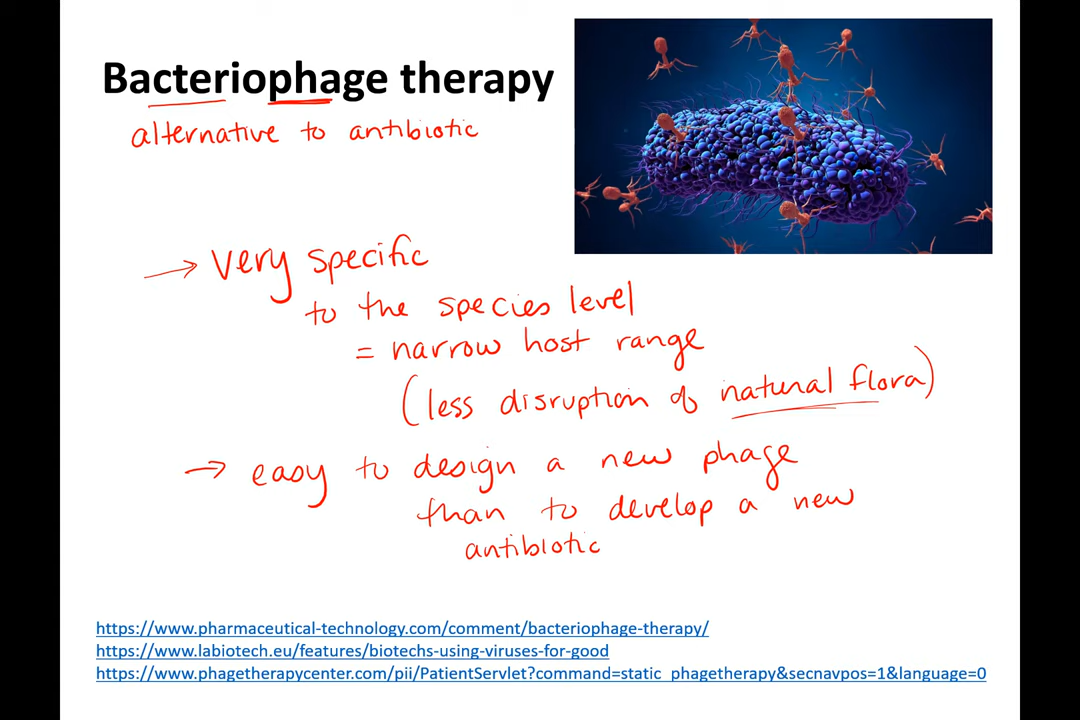 Bacteriophage therapy
alternative to antibiotic
→ very specific
to the species level
= narrow host range
(less disruption of natural flora)
→ easy to design a new phage
than to develop a new
antibiotic
https://www.pharmaceutical-technology.com/comment/bacteriophage-therapy/
https://www.labiotech.eu/features/biotechs-using-viruses-for-good
https://www.phagetherapycenter.com/pii/PatientServlet?command=static_phagetherapy&secnavpos=1&language=0